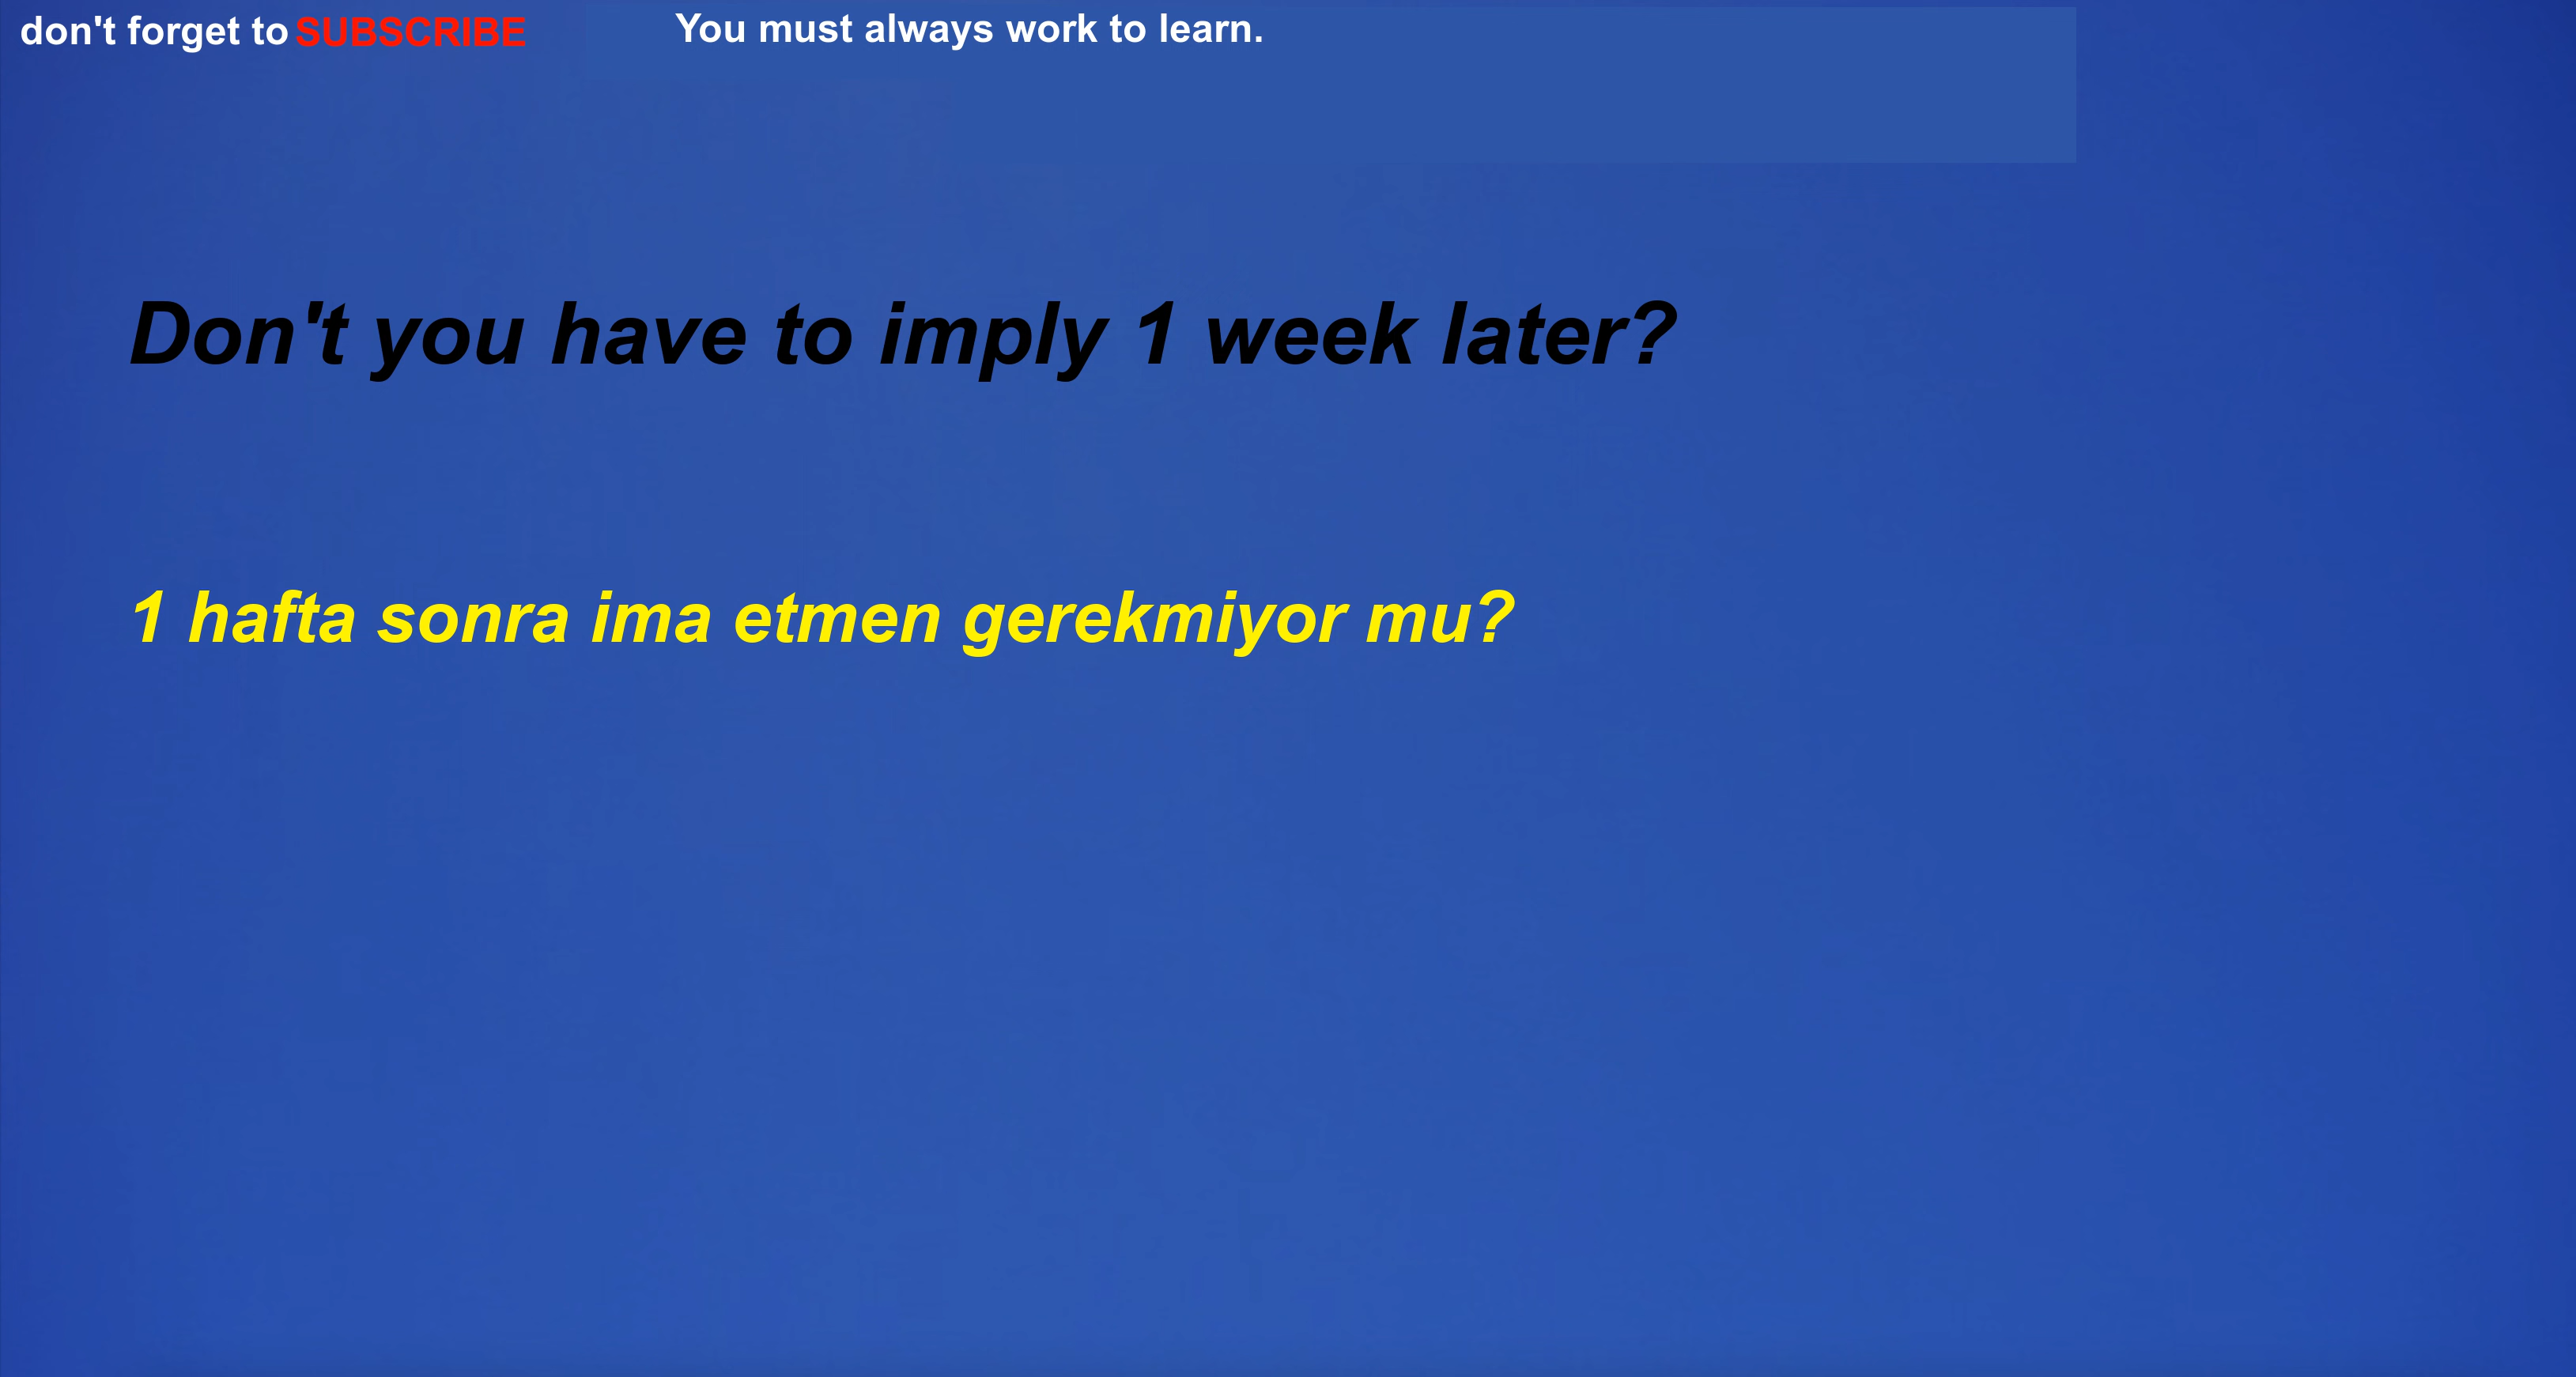 don't forget to SUBSCRIBE
You must always work to learn.
Don't you have to imply 1 week later?
1 hafta sonra ima etmen gerekmiyor mu?